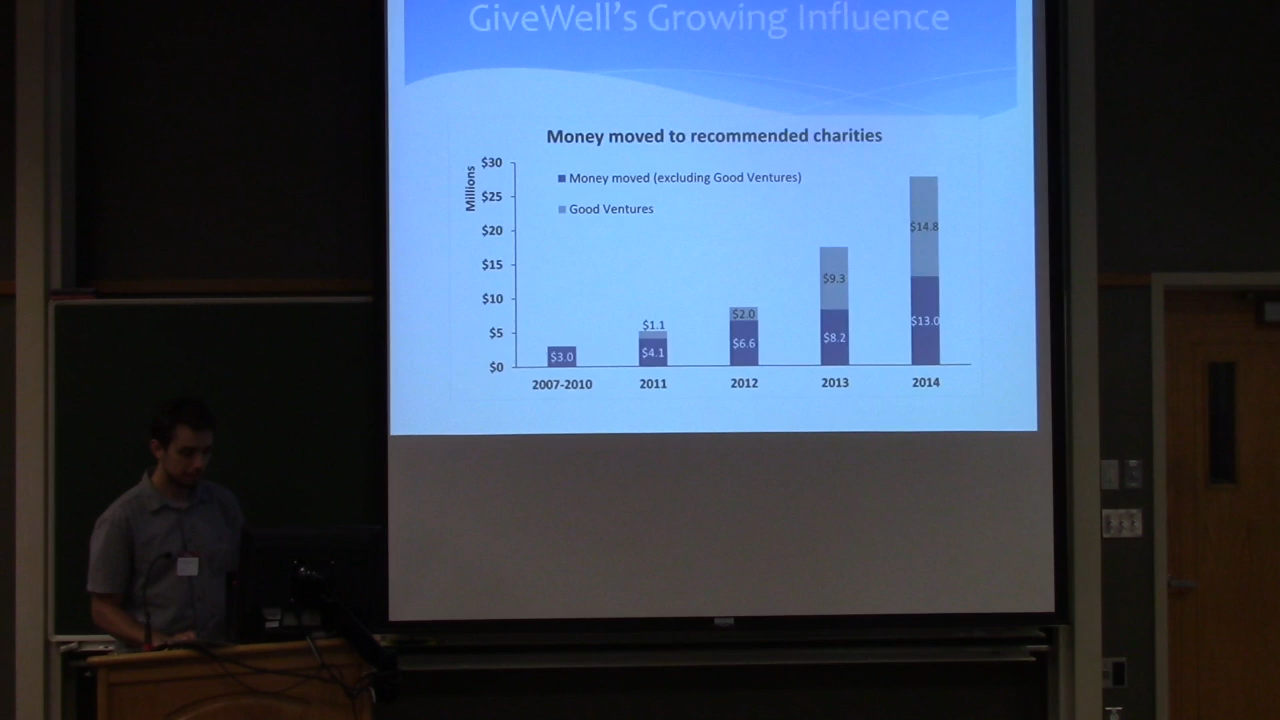 GiveWell's Growing Influence
Money moved to recommended charities
Millions
$30
$25
$20
$15
$10
$5
$0
Money moved (excluding Good Ventures)
Good Ventures
$3.0
$1.1
$4.1
$2.0
$6.6
$9.3
$8.2
$14.8
$13.0
2007-2010 2011 2012 2013 2014